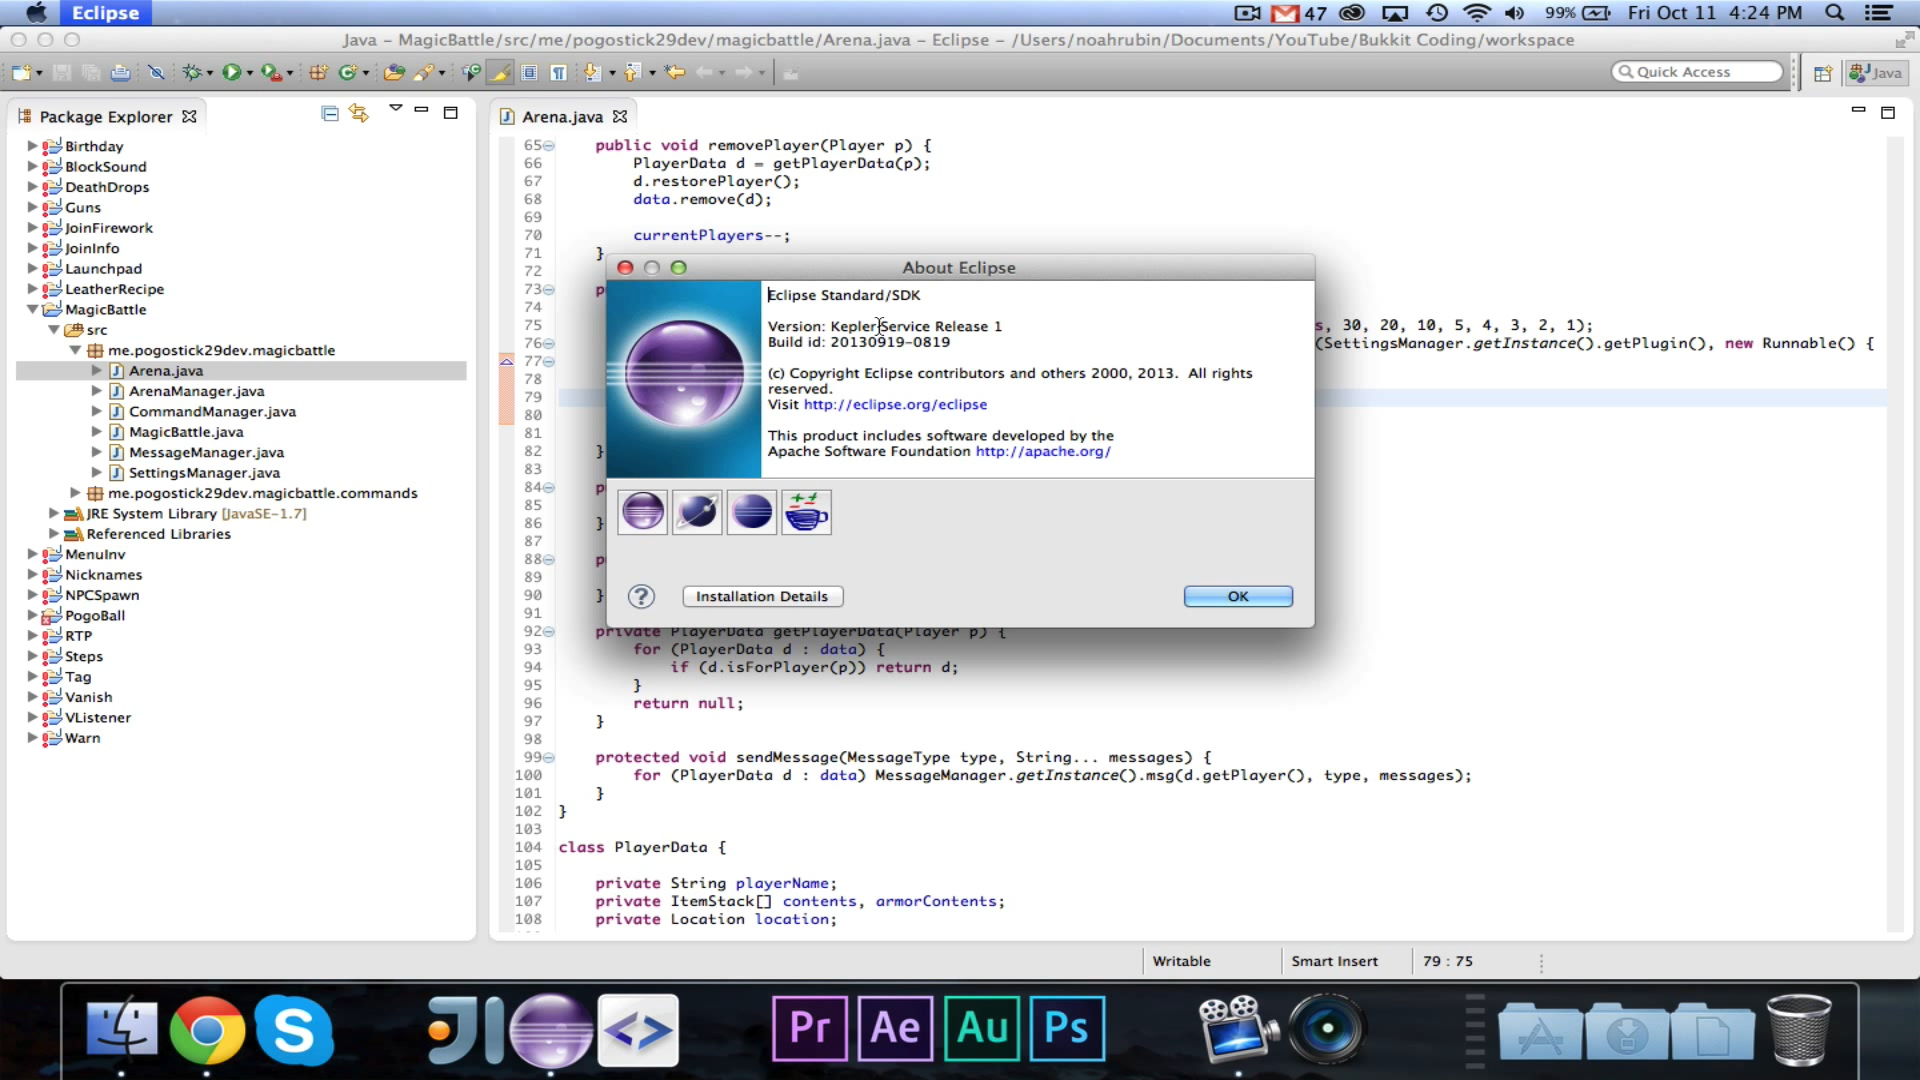 Eclipse
47
99%
Fri Oct 11 4:24 PM
Java – MagicBattle/src/me/pogostick29dev/magicbattle/Arena.java – Eclipse – /Users/noahrubin/Documents/YouTube/Bukkit Coding/workspace
Quick Access
Java
Package Explorer
Birthday
BlockSound
DeathDrops
Guns
JoinFirework
JoinInfo
Launchpad
LeatherRecipe
MagicBattle
src
me.pogostick29dev.magicbattle
Arena.java
ArenaManager.java
CommandManager.java
MagicBattle.java
MessageManager.java
SettingsManager.java
me.pogostick29dev.magicbattle.commands
JRE System Library [JavaSE-1.7]
Referenced Libraries
MenuInv
Nicknames
NPCSpawn
PogoBall
RTP
Steps
Tag
Vanish
VListener
Warn
Arena.java
65 public void removePlayer(Player p) {
66 PlayerData d = getPlayerData(p);
67 d.restorePlayer();
68 data.remove(d);
69
70 currentPlayers--;
71 }
72
73 p
74
75 s, 30, 20, 10, 5, 4, 3, 2, 1);
76 (SettingsManager.getInstance().getPlugin(), new Runnable() {
77
78
79
80
81
82 }
83
84 p
85
86 }
87
88 p
89
90 }
91
92 private PlayerData getPlayerData(Player p) {
93 for (PlayerData d : data) {
94 if (d.isForPlayer(p)) return d;
95 }
96 return null;
97 }
98
99 protected void sendMessage(MessageType type, String... messages) {
100 for (PlayerData d : data) MessageManager.getInstance().msg(d.getPlayer(), type, messages);
101 }
102 }
103
104 class PlayerData {
105
106 private String playerName;
107 private ItemStack[] contents, armorContents;
108 private Location location;
About Eclipse
Eclipse Standard/SDK
Version: Kepler Service Release 1
Build id: 20130919-0819
(c) Copyright Eclipse contributors and others 2000, 2013. All rights
reserved.
Visit http://eclipse.org/eclipse
This product includes software developed by the
Apache Software Foundation http://apache.org/
?
Installation Details
OK
Writable
Smart Insert
79 : 75
S
JI
Pr
Ae
Au
Ps